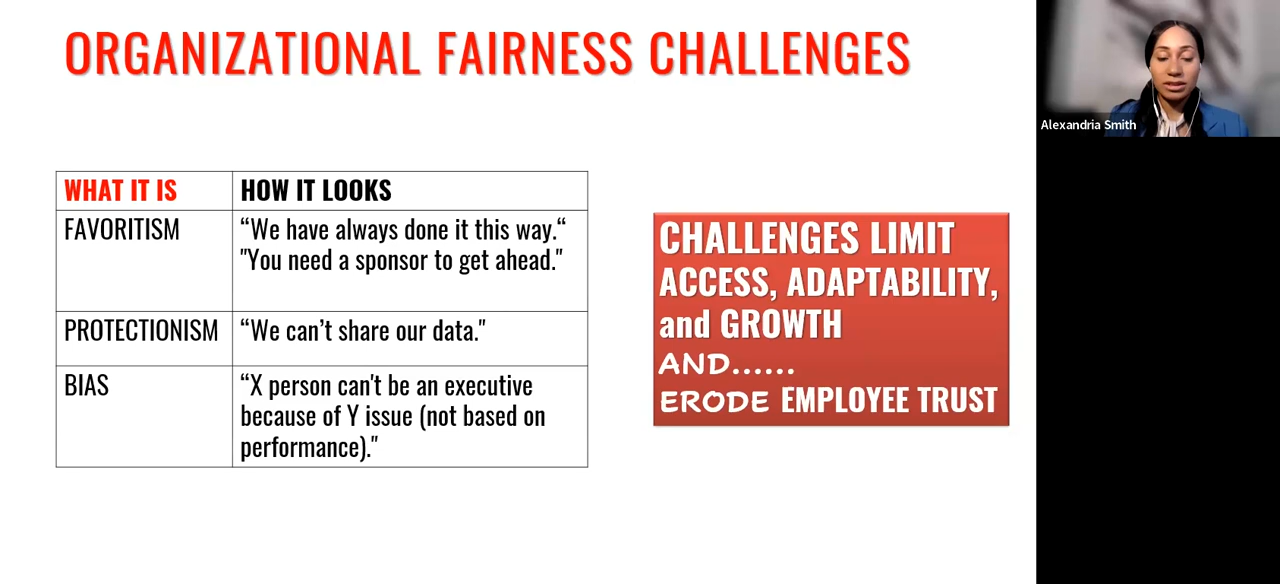 ORGANIZATIONAL FAIRNESS CHALLENGES
Alexandria Smith
WHAT IT IS
HOW IT LOOKS
FAVORITISM
“We have always done it this way.“
"You need a sponsor to get ahead."
PROTECTIONISM
“We can’t share our data."
BIAS
“X person can't be an executive
because of Y issue (not based on
performance)."
CHALLENGES LIMIT
ACCESS, ADAPTABILITY,
and GROWTH
AND......
ERODE EMPLOYEE TRUST